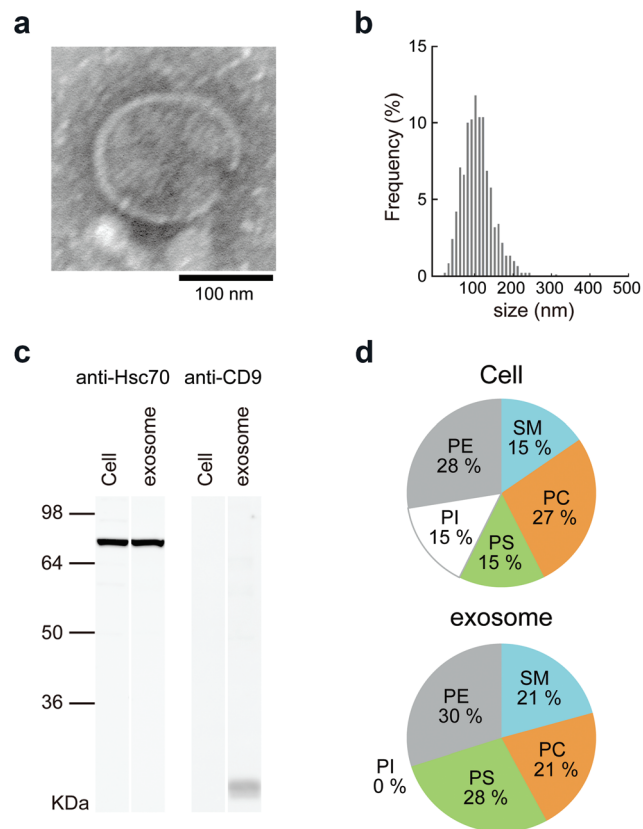 a
100 nm
b
15
10
5
0
Frequency (%)
100 200 300 400 500
size (nm)
c
anti-Hsc70 anti-CD9
Cell exosome Cell exosome
98
64
50
36
KDa
d
Cell
SM
15 %
PC
27 %
PS
15 %
PI
15 %
PE
28 %
exosome
SM
21 %
PC
21 %
PS
28 %
PI
0 %
PE
30 %